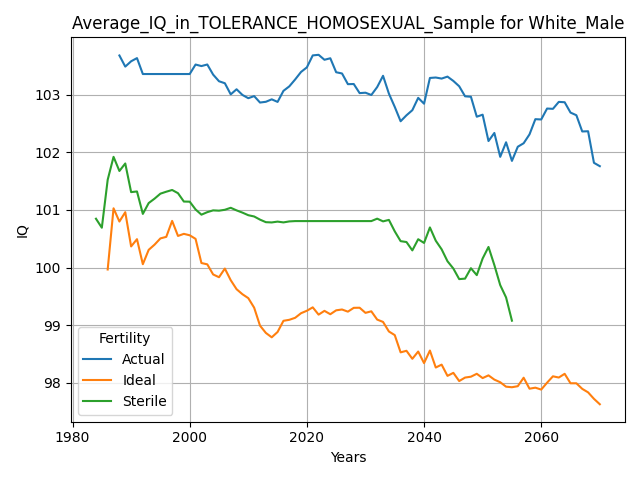 Average_IQ_in_TOLERANCE_HOMOSEXUAL_Sample for White_Male
103
102
101
100
99
98
IQ
Fertility
Actual
Ideal
Sterile
1980
2000
2020
2040
2060
Years